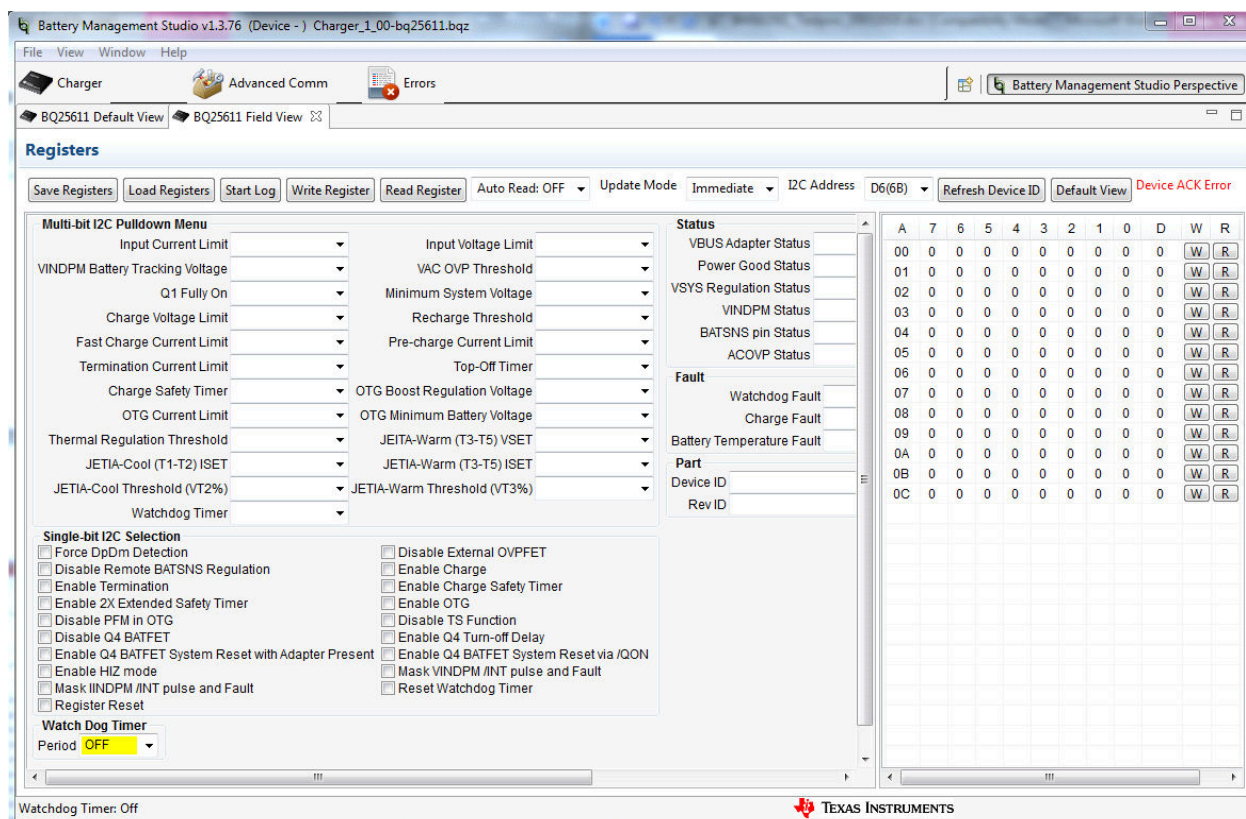 Battery Management Studio v1.3.76 (Device - ) Charger_1_00-bq25611.bqz
File View Window Help
Charger Advanced Comm Errors Battery Management Studio Perspective
BQ25611 Default View BQ25611 Field View
Registers
Save Registers Load Registers Start Log Write Register Read Register Auto Read: OFF Update Mode Immediate I2C Address D6(6B) Refresh Device ID Default View Device ACK Error
Multi-bit I2C Pulldown Menu
Input Current Limit Input Voltage Limit
VINDPM Battery Tracking Voltage VAC OVP Threshold
Q1 Fully On Minimum System Voltage
Charge Voltage Limit Recharge Threshold
Fast Charge Current Limit Pre-charge Current Limit
Termination Current Limit Top-Off Timer
Charge Safety Timer OTG Boost Regulation Voltage
OTG Current Limit OTG Minimum Battery Voltage
Thermal Regulation Threshold JEITA-Warm (T3-T5) VSET
JETIA-Cool (T1-T2) ISET JETIA-Warm (T3-T5) ISET
JETIA-Cool Threshold (VT2%) JETIA-Warm Threshold (VT3%)
Watchdog Timer
Single-bit I2C Selection
Force DpDm Detection Disable External OVPFET
Disable Remote BATSNS Regulation Enable Charge
Enable Termination Enable Charge Safety Timer
Enable 2X Extended Safety Timer Enable OTG
Disable PFM in OTG Disable TS Function
Disable Q4 BATFET Enable Q4 Turn-off Delay
Enable Q4 BATFET System Reset with Adapter Present Enable Q4 BATFET System Reset via /QON
Enable HIZ mode Mask VINDPM /INT pulse and Fault
Mask IINDPM /INT pulse and Fault Reset Watchdog Timer
Register Reset
Watch Dog Timer
Period OFF
Status
VBUS Adapter Status
Power Good Status
VSYS Regulation Status
VINDPM Status
BATSNS pin Status
ACOVP Status
Fault
Watchdog Fault
Charge Fault
Battery Temperature Fault
Part
Device ID
Rev ID
A 7 6 5 4 3 2 1 0 D W R
00 0 0 0 0 0 0 0 0 0 W R
01 0 0 0 0 0 0 0 0 0 W R
02 0 0 0 0 0 0 0 0 0 W R
03 0 0 0 0 0 0 0 0 0 W R
04 0 0 0 0 0 0 0 0 0 W R
05 0 0 0 0 0 0 0 0 0 W R
06 0 0 0 0 0 0 0 0 0 W R
07 0 0 0 0 0 0 0 0 0 W R
08 0 0 0 0 0 0 0 0 0 W R
09 0 0 0 0 0 0 0 0 0 W R
0A 0 0 0 0 0 0 0 0 0 W R
0B 0 0 0 0 0 0 0 0 0 W R
0C 0 0 0 0 0 0 0 0 0 W R
Watchdog Timer: Off
TEXAS INSTRUMENTS